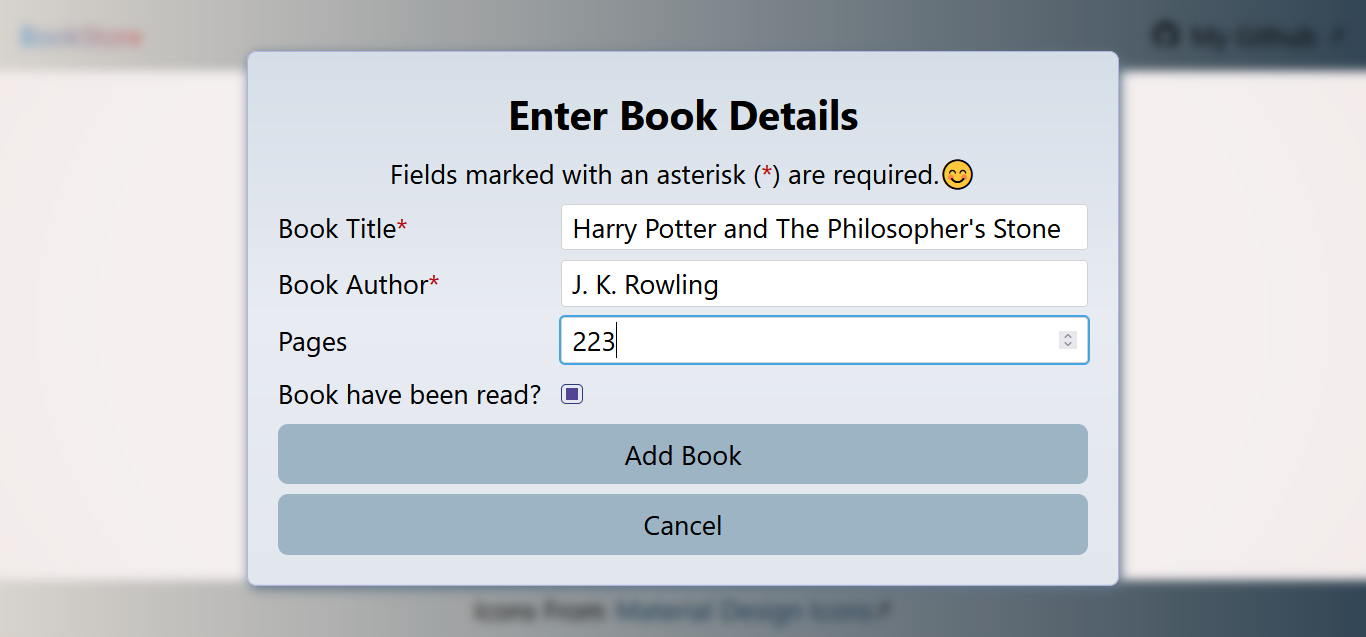 BookStore
My Github
Enter Book Details
Fields marked with an asterisk (*) are required.😊
Book Title*
Harry Potter and The Philosopher's Stone
Book Author*
J. K. Rowling
Pages
223
Book have been read?
Add Book
Cancel
Icons From Material Design Icons